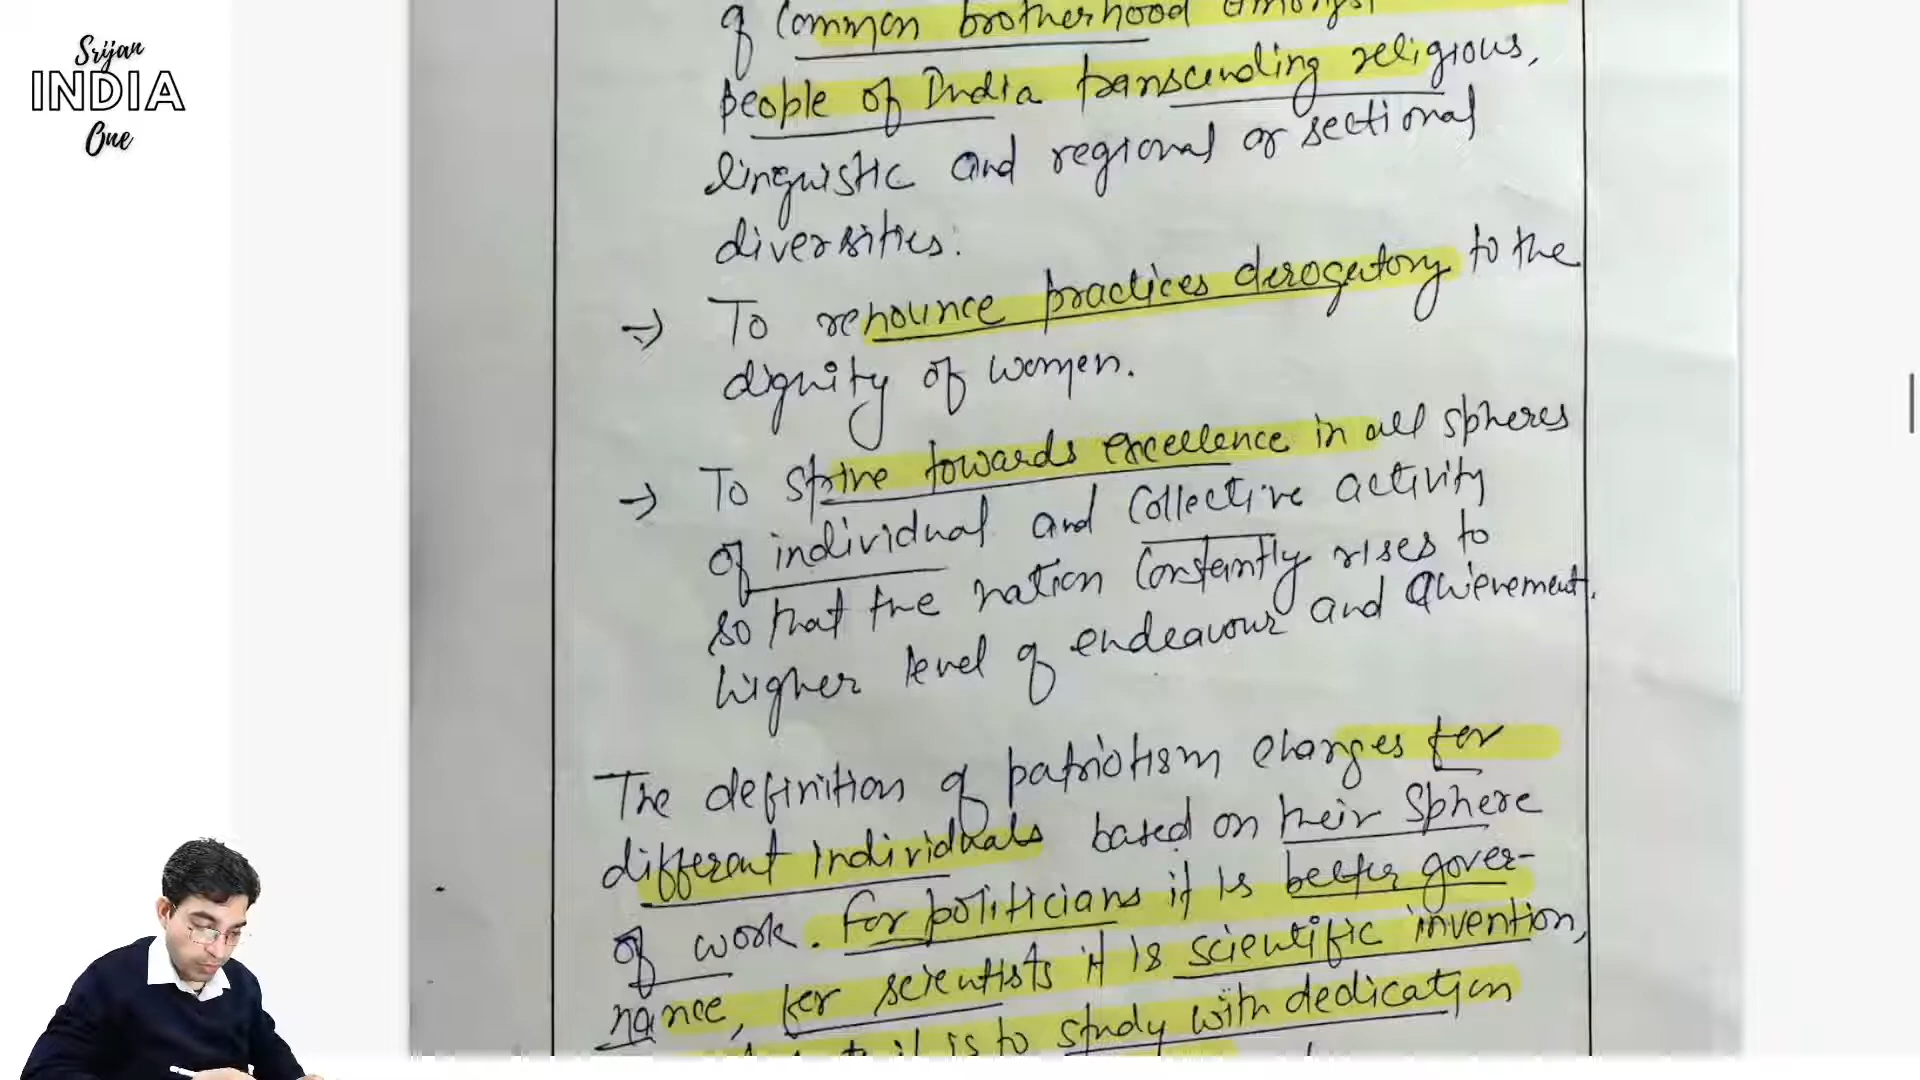 Srijan
INDIA
One
of Common brotherhood amongst
people of India transcending religious,
linguistic and regional or sectional
diversities.
→ To renounce practices derogatory to the
dignity of women.
→ To strive towards excellence in all spheres
of individual and collective activity
so that the nation constantly rises to
higher level of endeavour and achievement.
The definition of patriotism changes for
different individuals based on their sphere
of work. For politicians it is better gover-
nance, for scientists it is scientific invention,
it is to study with dedication